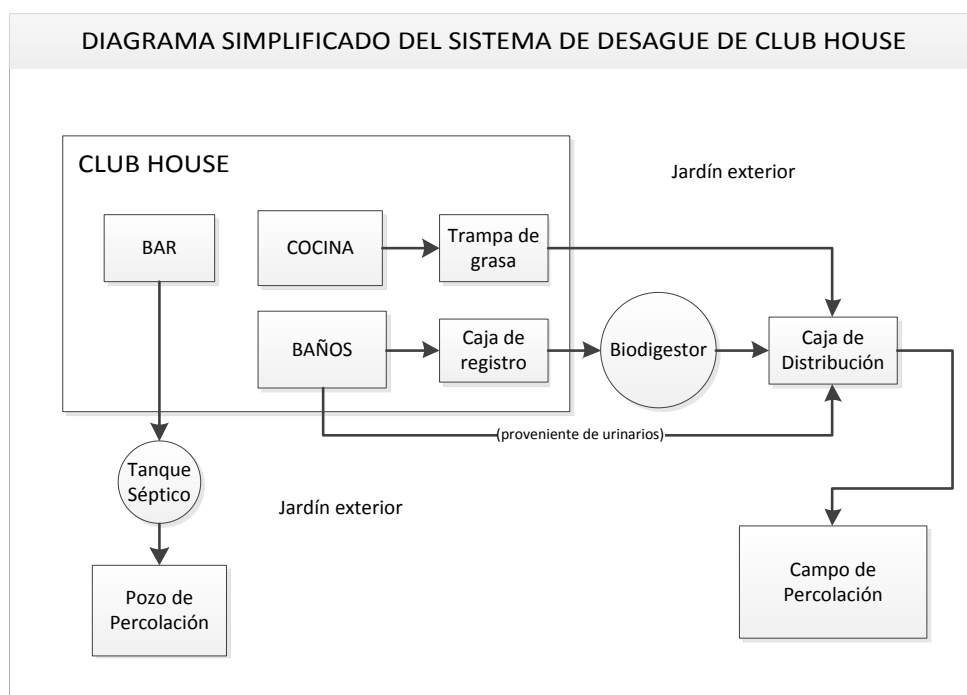 DIAGRAMA SIMPLIFICADO DEL SISTEMA DE DESAGUE DE CLUB HOUSE
CLUB HOUSE
Jardín exterior
BAR
COCINA
Trampa de
grasa
BAÑOS
Caja de
registro
Biodigestor
Caja de
Distribución
(proveniente de urinarios)
Tanque
Séptico
Jardín exterior
Pozo de
Percolación
Campo de
Percolación